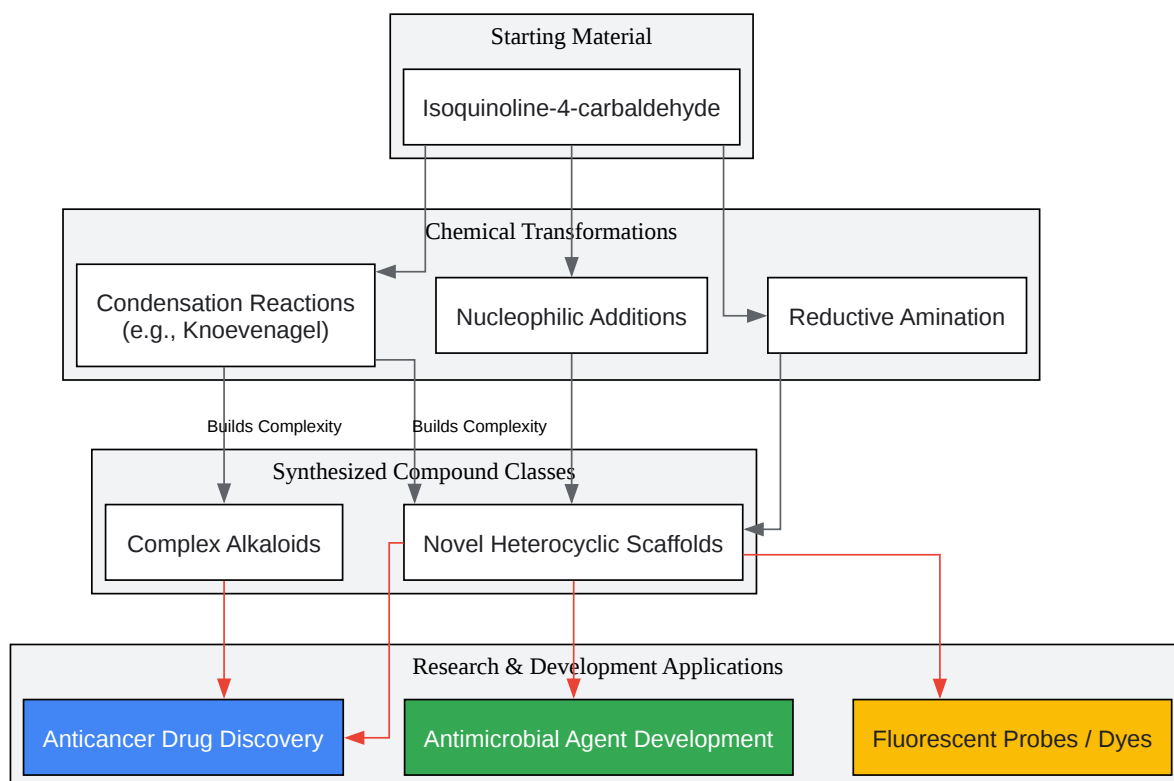 Starting Material
Isoquinoline-4-carbaldehyde
Chemical Transformations
Condensation Reactions
(e.g., Knoevenagel)
Nucleophilic Additions
Reductive Amination
Builds Complexity
Builds Complexity
Synthesized Compound Classes
Complex Alkaloids
Novel Heterocyclic Scaffolds
Research & Development Applications
Anticancer Drug Discovery
Antimicrobial Agent Development
Fluorescent Probes / Dyes